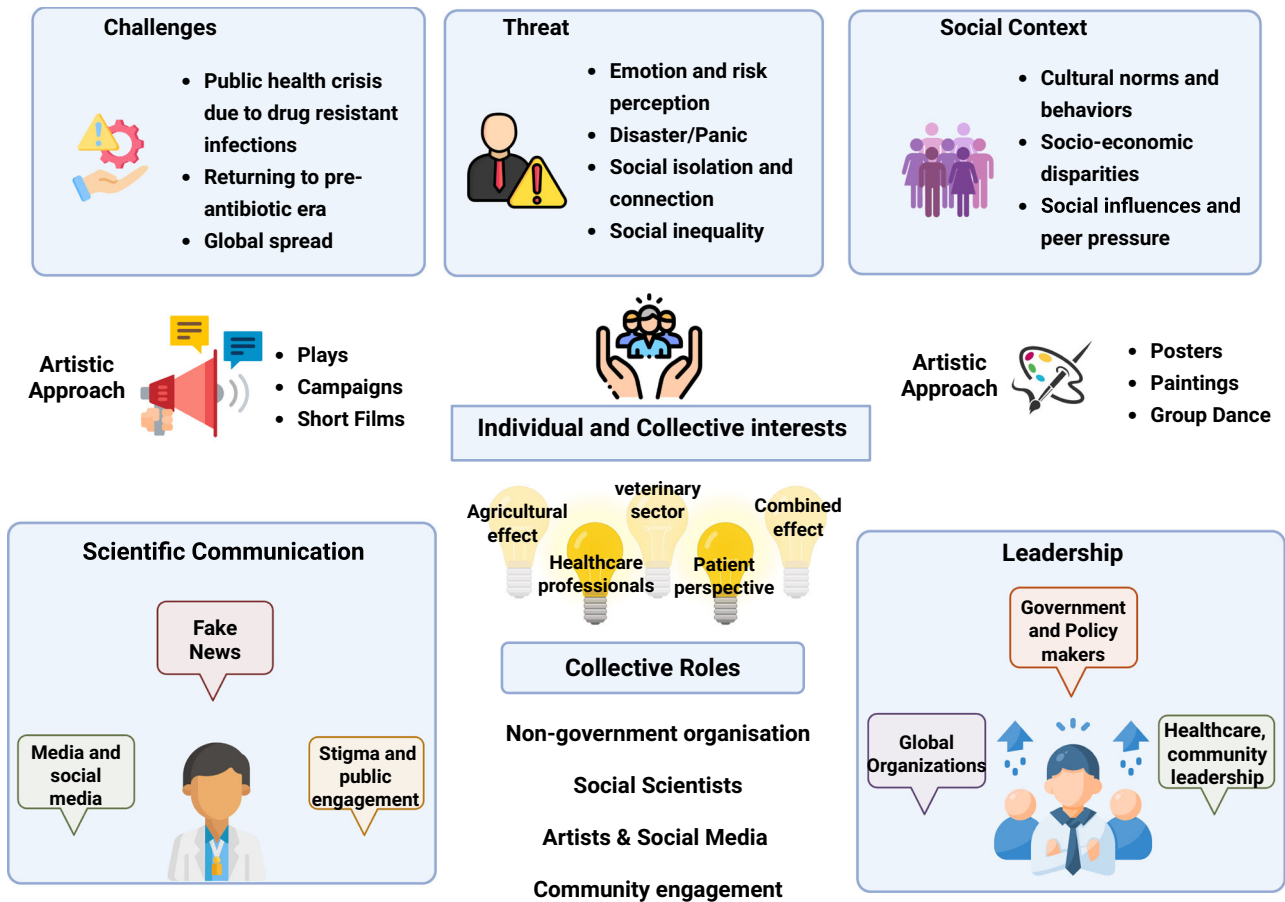 Challenges
• Public health crisis
due to drug resistant
infections
• Returning to pre-
antibiotic era
• Global spread
Threat
• Emotion and risk
perception
• Disaster/Panic
• Social isolation and
connection
• Social inequality
Social Context
• Cultural norms and
behaviors
• Socio-economic
disparities
• Social influences and
peer pressure
Artistic
Approach
• Plays
• Campaigns
• Short Films
Individual and Collective interests
Artistic
Approach
• Posters
• Paintings
• Group Dance
Agricultural
effect
Healthcare
professionals
veterinary
sector
Patient
perspective
Combined
effect
Scientific Communication
Fake
News
Media and
social
media
Stigma and
public
engagement
Collective Roles
Non-government organisation
Social Scientists
Artists & Social Media
Community engagement
Leadership
Government
and Policy
makers
Global
Organizations
Healthcare,
community
leadership